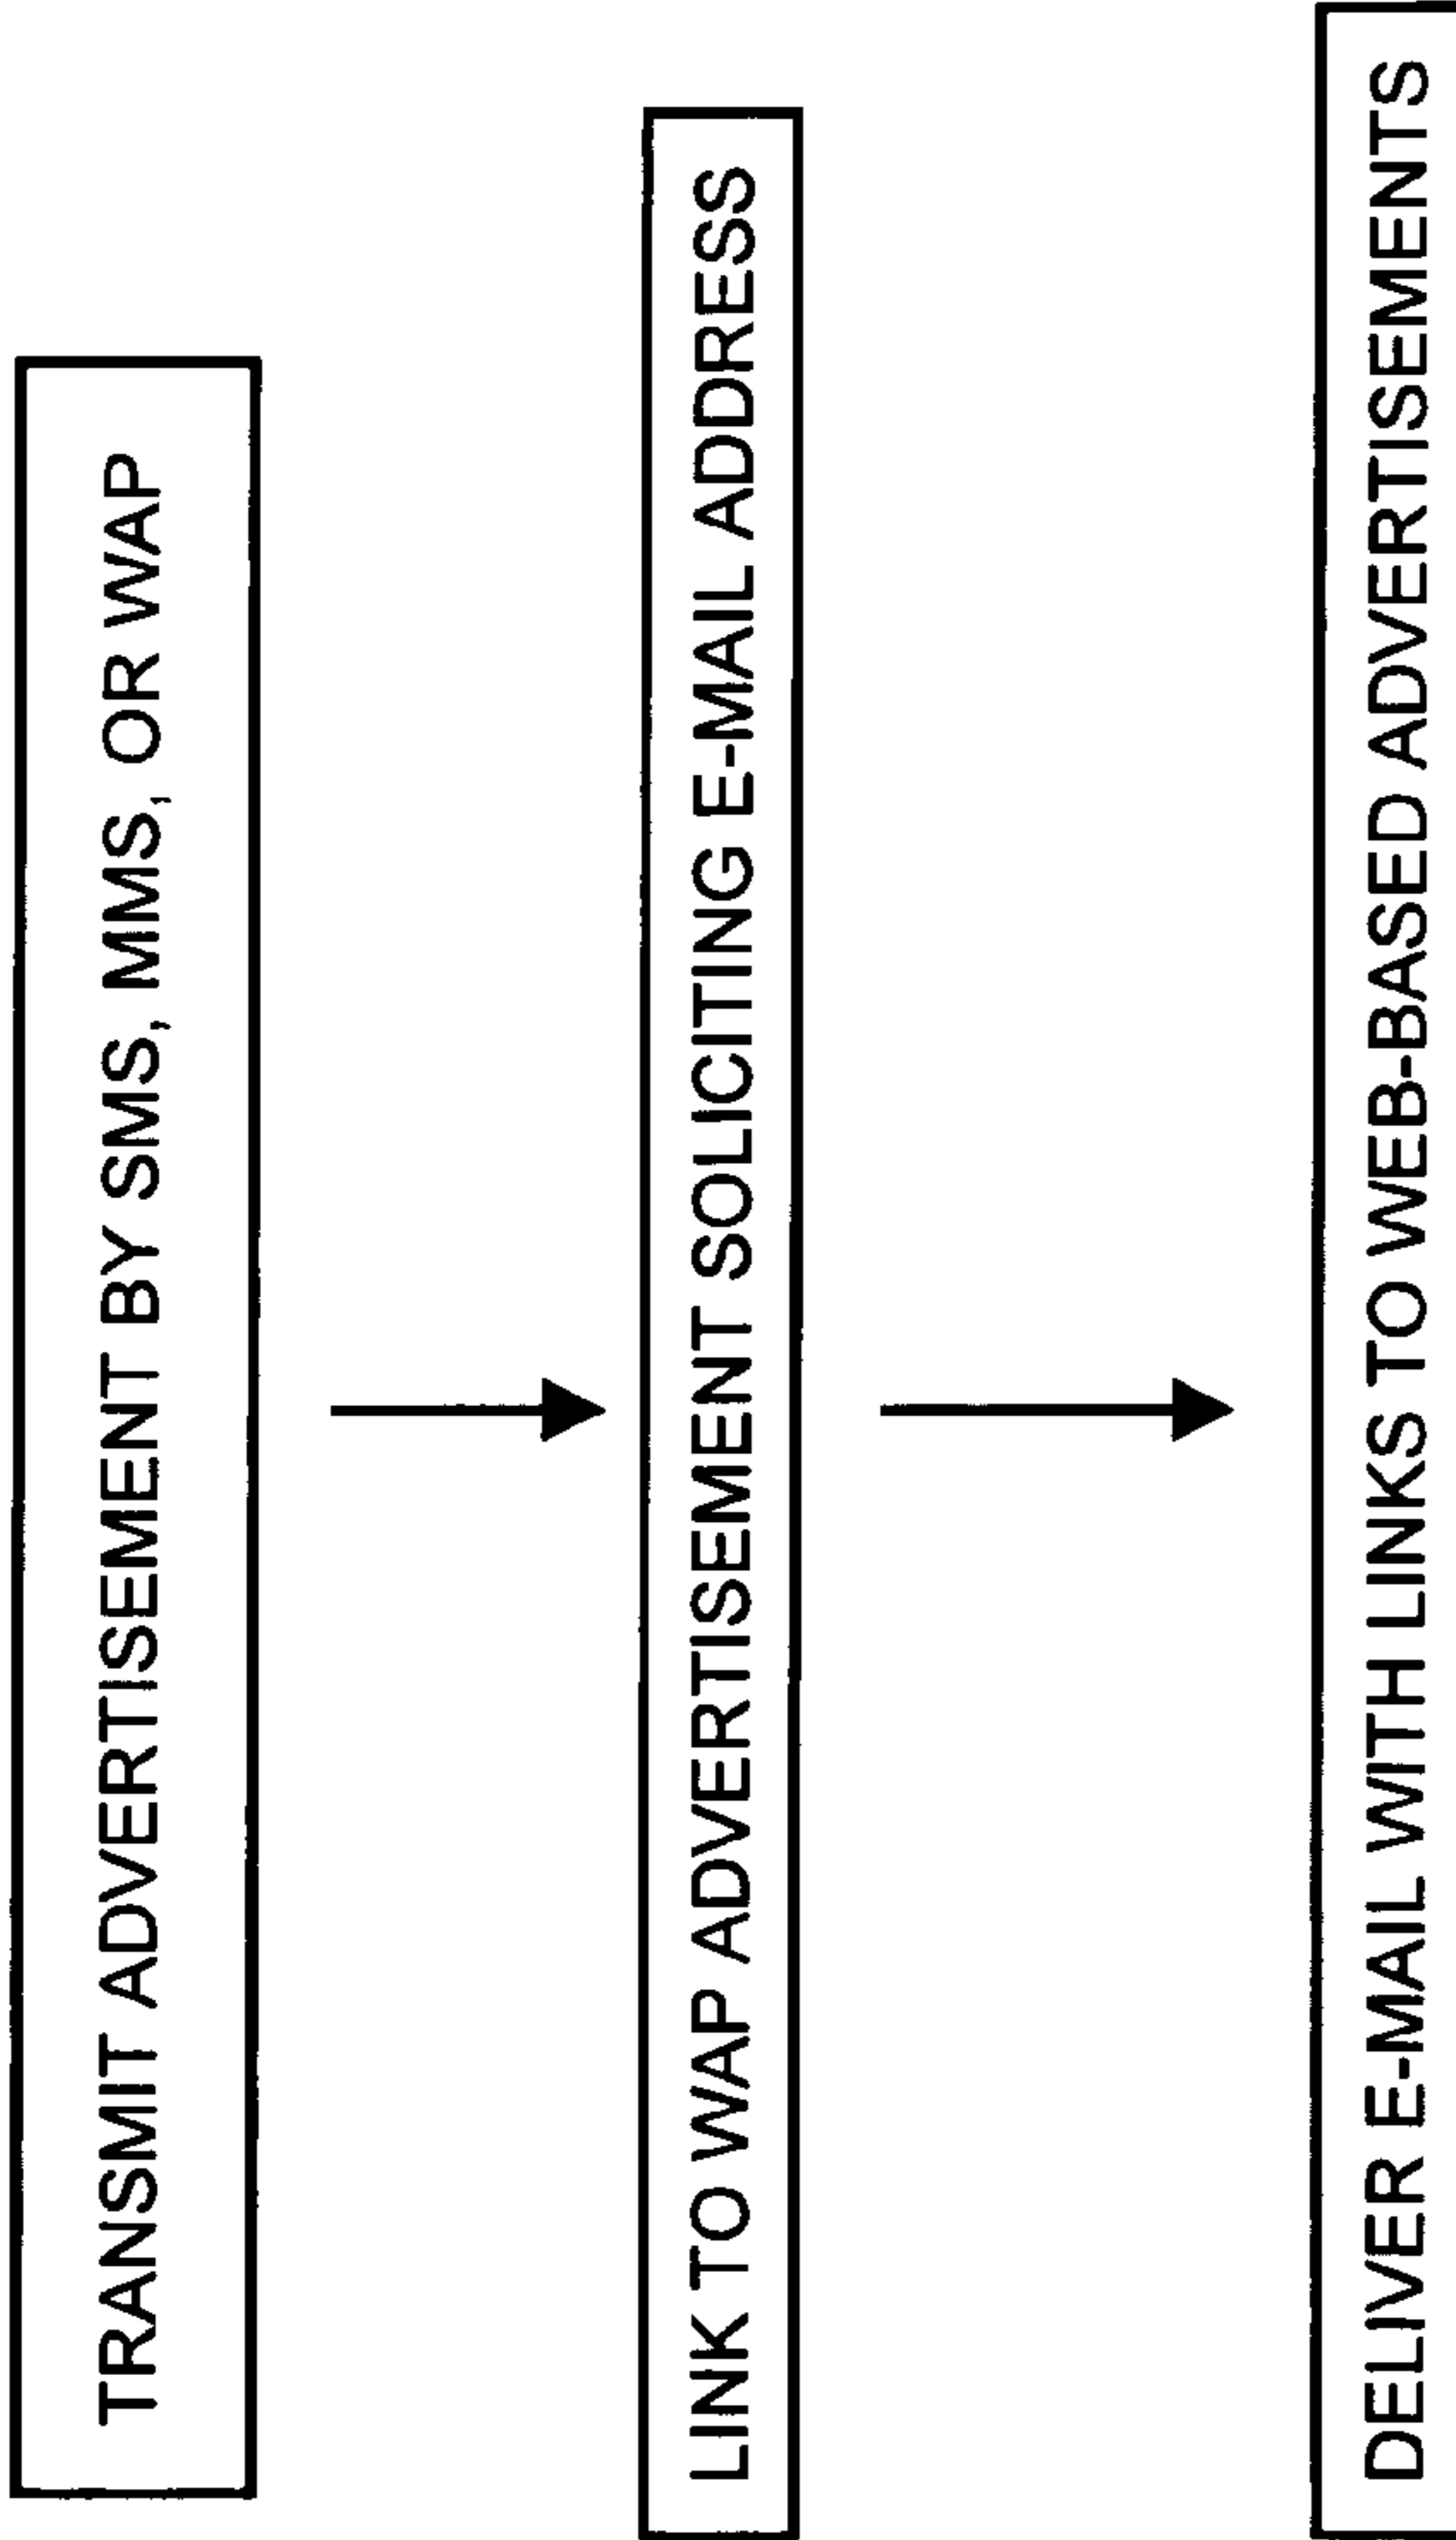 TRANSMIT ADVERTISEMENT BY SMS, MMS, OR WAP
LINK TO WAP ADVERTISEMENT SOLICITING E-MAIL ADDRESS
DELIVER E-MAIL WITH LINKS TO WEB-BASED ADVERTISEMENTS